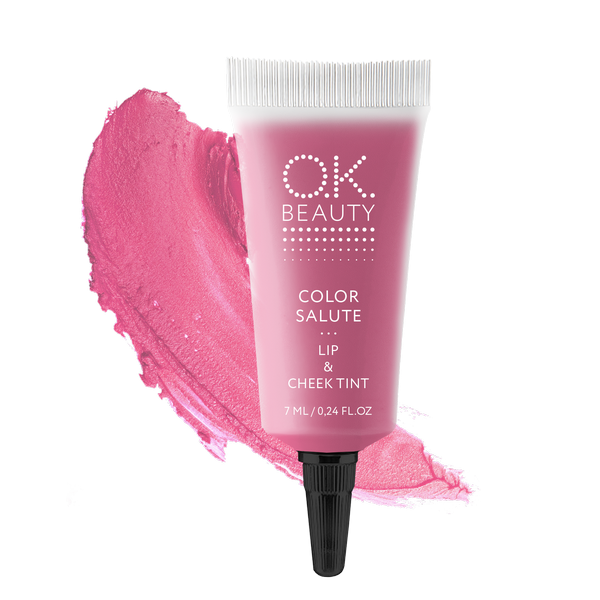 O.K.
BEAUTY
COLOR
SALUTE
LIP
&
CHEEK TINT
7 ML / 0,24 FL.OZ